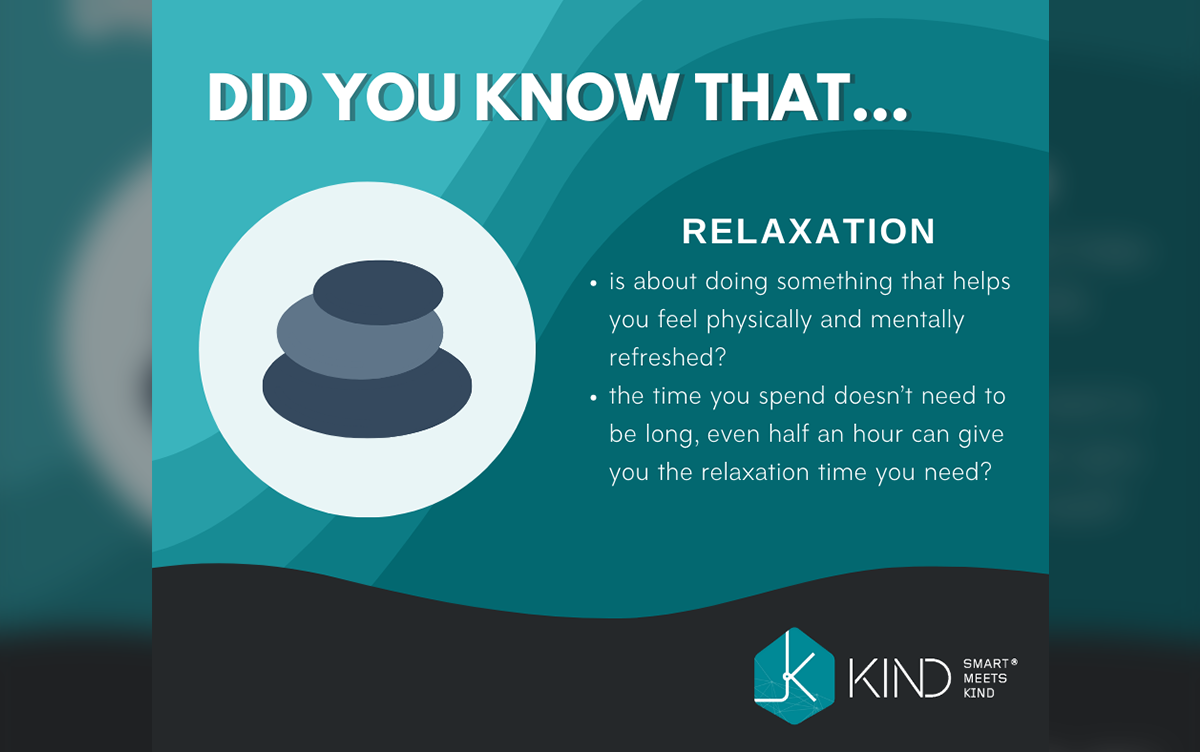 DID YOU KNOW THAT...
RELAXATION
• is about doing something that helps
you feel physically and mentally
refreshed?
• the time you spend doesn’t need to
be long, even half an hour can give
you the relaxation time you need?
KIND
SMART®
MEETS
KIND